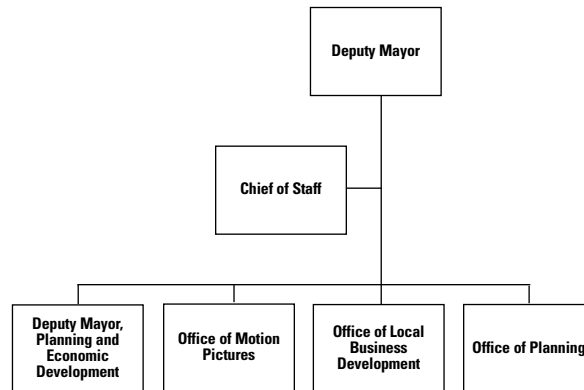 Deputy Mayor
Chief of Staff
Deputy Mayor,
Planning and
Economic
Development
Office of Motion
Pictures
Office of Local
Business
Development
Office of Planning